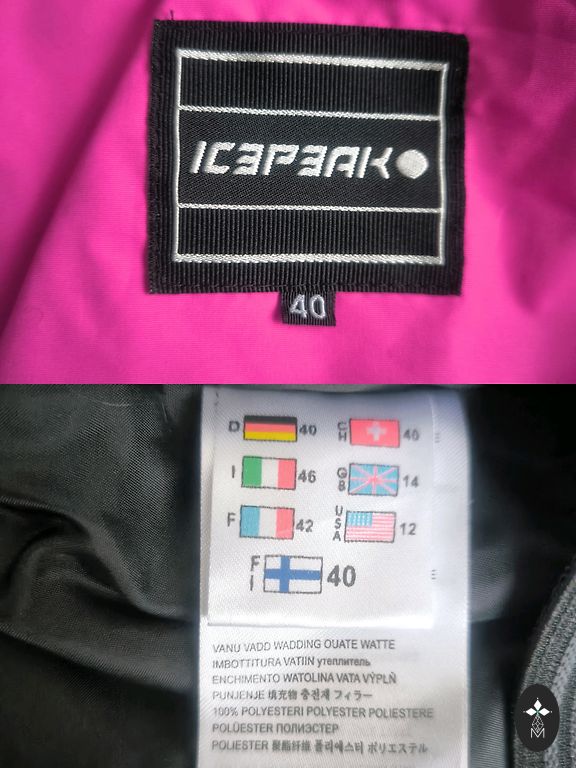 ICEPEAK
40
D 40 CH 40
I 46 GB 14
F 42 USA 12
FI 40
VANU VADD WADDING OUATE WATTE
IMBOTTITURA VATIIN утеплитель
ENCHIMENTO WATOLINA VATA VÝPLŇ
PUNJENJE 填充物 충전재 フィラー
100% POLYESTERI POLYESTER POLIESTERE
POLÜESTER ПОЛИЭСТЕР
POLIESTER 聚酯纤维 폴리에스터 ポリエステル
M